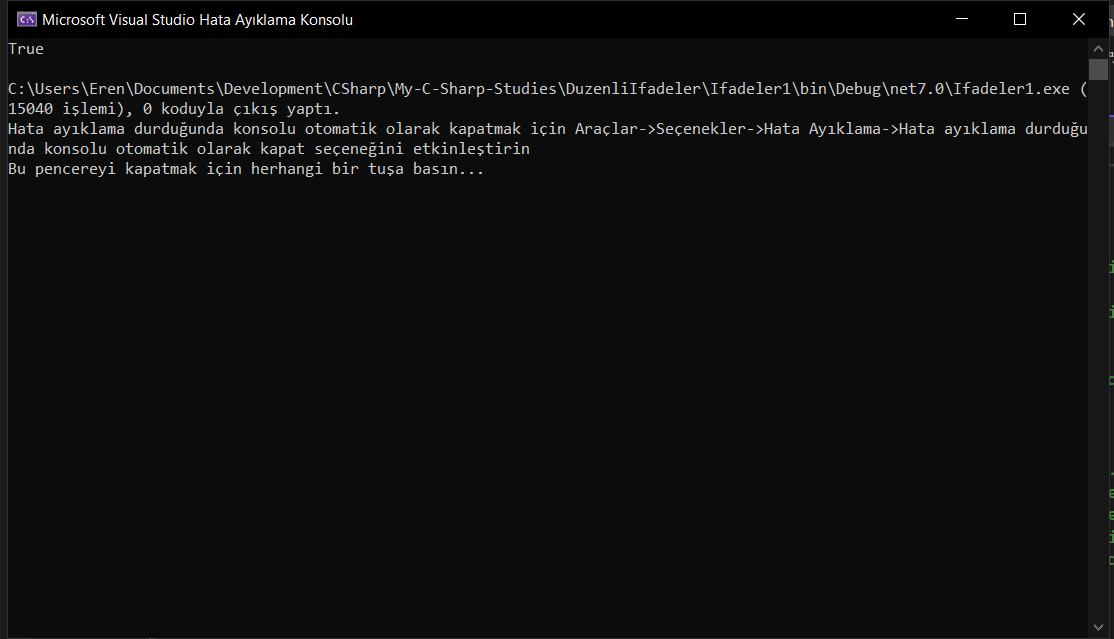 Microsoft Visual Studio Hata Ayıklama Konsolu
True
C:\Users\Eren\Documents\Development\CSharp\My-C-Sharp-Studies\DuzenliIfadeler\Ifadeler1\bin\Debug\net7.0\Ifadeler1.exe (
15040 işlemi), 0 koduyla çıkış yaptı.
Hata ayıklama durduğunda konsolu otomatik olarak kapatmak için Araçlar->Seçenekler->Hata Ayıklama->Hata ayıklama durduğu
nda konsolu otomatik olarak kapat seçeneğini etkinleştirin
Bu pencereyi kapatmak için herhangi bir tuşa basın...